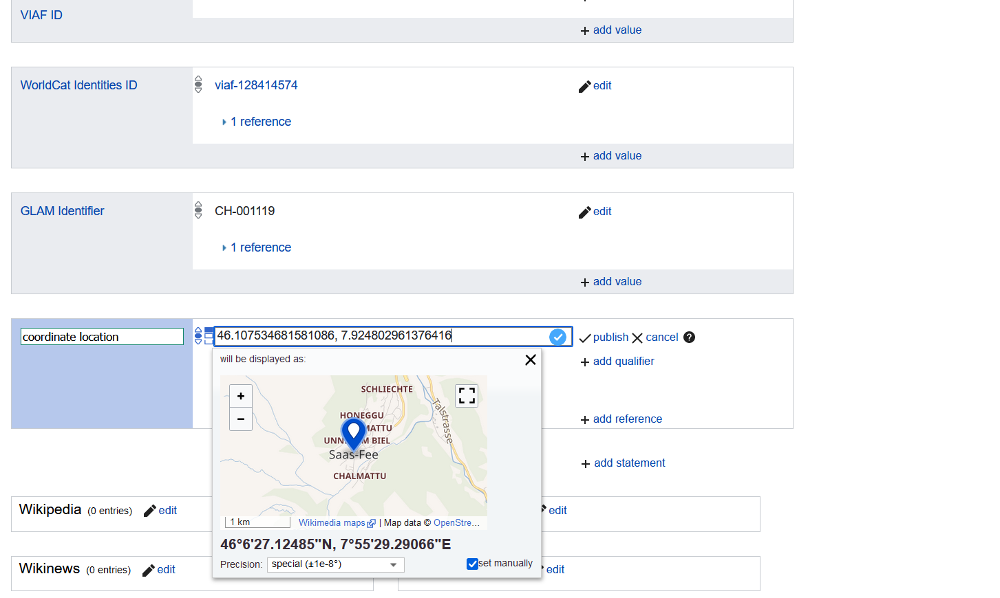 VIAF ID
+ add value
WorldCat Identities ID
viaf-128414574
edit
1 reference
+ add value
GLAM Identifier
CH-001119
edit
1 reference
+ add value
coordinate location
46.107534681581086, 7.924802961376416
publish
cancel
?
+ add qualifier
will be displayed as:
+
−
SCHLIECHTE
HONEGGU
MATTU
BIEL
Saas-Fee
CHALMATTU
Talstrasse
1 km
Wikimedia maps | Map data © OpenStre...
46°6'27.12485"N, 7°55'29.29066"E
Precision: special (±1e-8°)
set manually
+ add reference
+ add statement
Wikipedia (0 entries) edit
edit
Wikinews (0 entries) edit
edit